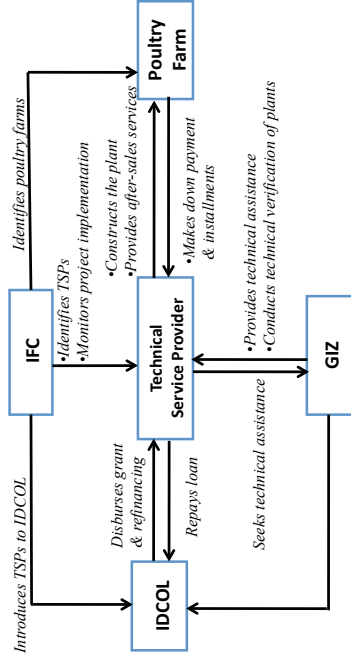 Introduces TSPs to IDCOL
IFC
Identifies poultry farms
•Identifies TSPs
•Monitors project implementation
Disburses grant
& refinancing
•Constructs the plant
•Provides after-sales services
IDCOL
Technical
Service Provider
Poultry
Farm
Repays loan
•Makes down payment
& installments
Seeks technical assistance
•Provides technical assistance
•Conducts technical verification of plants
GIZ